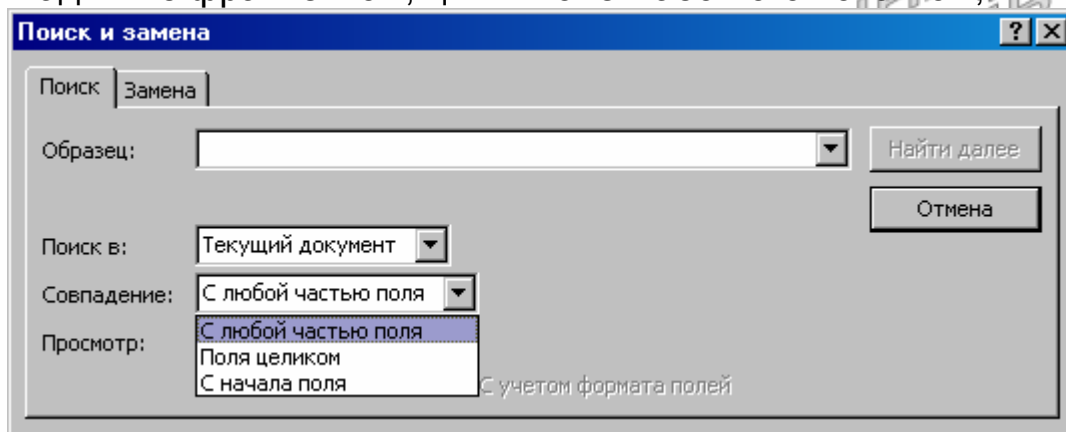 Поиск и замена
Поиск Замена
Образец:
Найти далее
Отмена
Поиск в: Текущий документ
Совпадение: С любой частью поля
С любой частью поля
Просмотр:
Поля целиком
С начала поля
С учетом формата полей